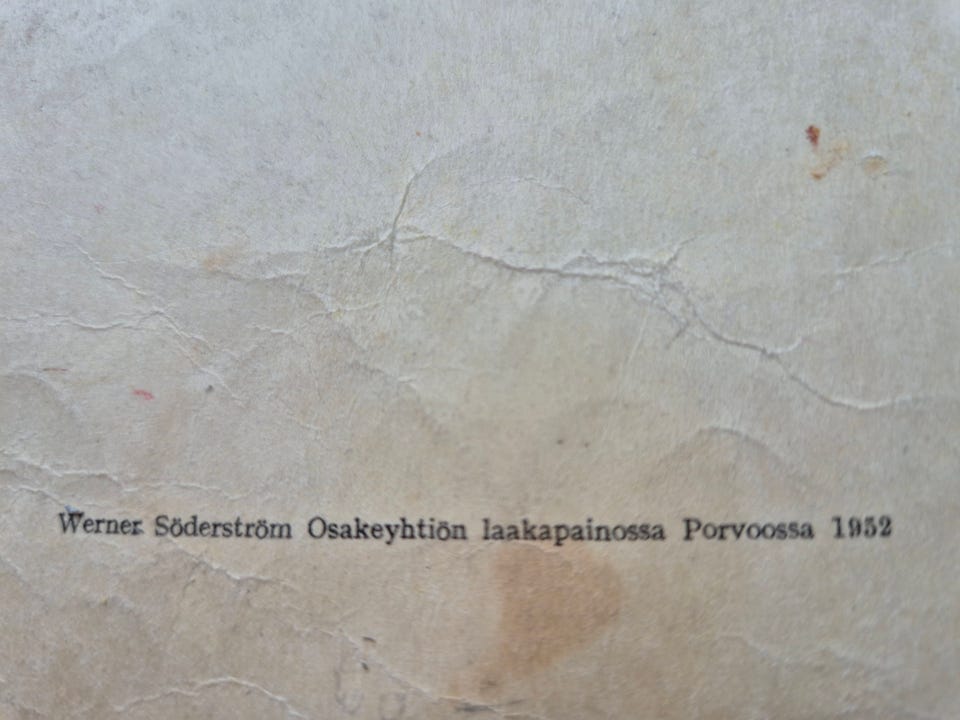 Werner Söderström Osakeyhtiön laakapainossa Porvoossa 1952